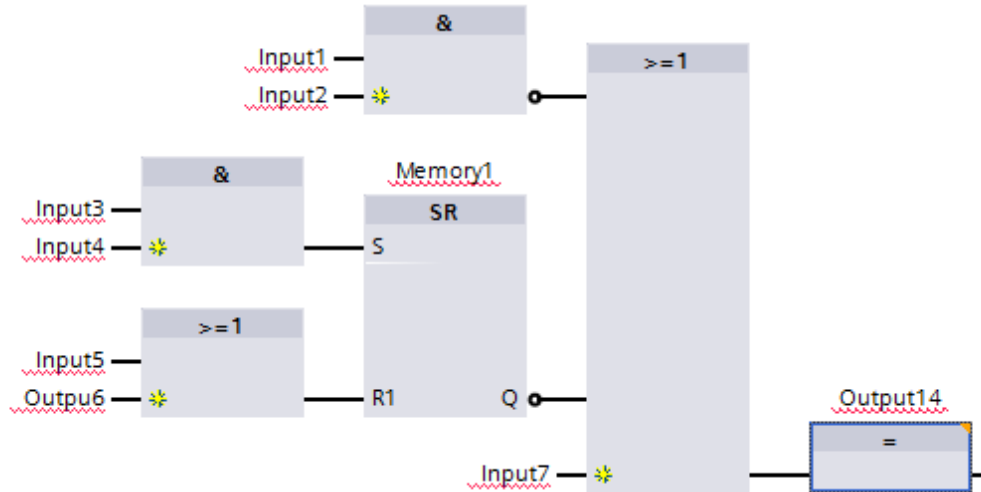 &
Input1
>=1
Input2
&
Memory1
Input3
SR
Input4
S
>=1
Input5
Outpu6
R1
Q
Output14
=
Input7